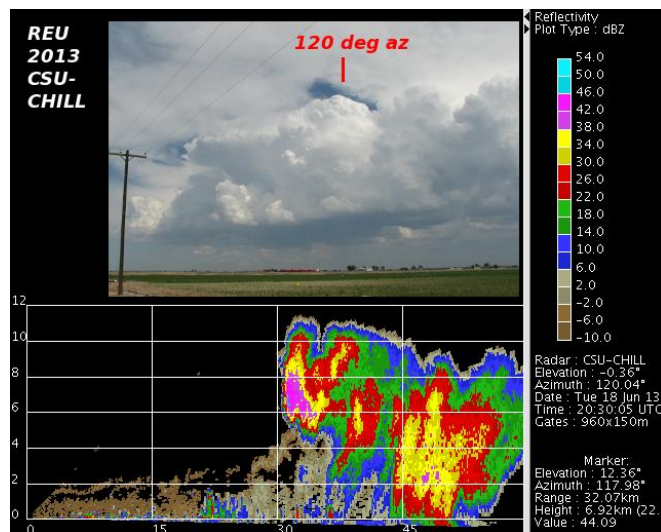 REU
2013
CSU-
CHILL
120 deg az
Reflectivity
Plot Type : dBZ
54.0
50.0
46.0
42.0
38.0
34.0
30.0
26.0
22.0
18.0
14.0
10.0
6.0
2.0
-2.0
-6.0
-10.0
12
10
8
6
4
2
0
0
15
30
45
Radar : CSU-CHILL
Elevation : -0.36°
Azimuth : 120.04°
Date : Tue 18 Jun 13
Time : 20:30:05 UTC
Gates : 960x150m
Marker:
Elevation : 12.36°
Azimuth : 117.98°
Range : 32.07km
Height : 6.92km (22.
Value : 44.09